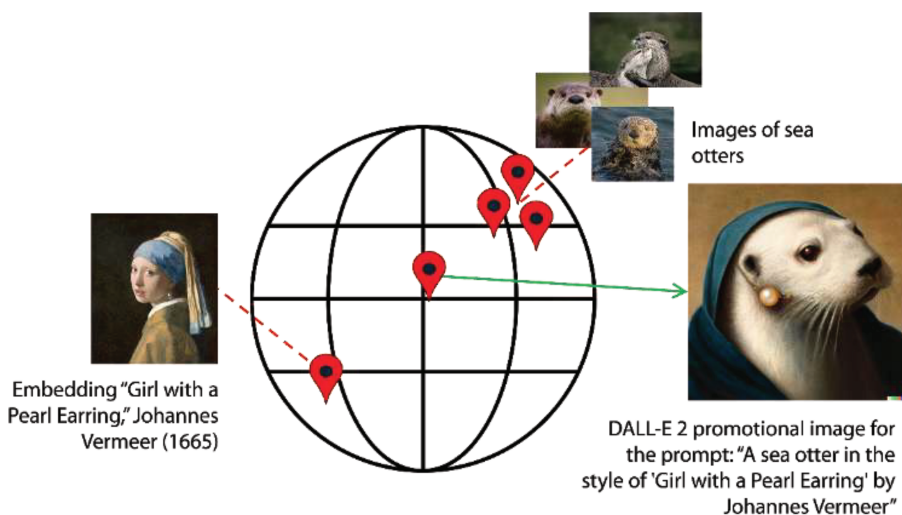 Images of sea
otters
Embedding “Girl with a
Pearl Earring,” Johannes
Vermeer (1665)
DALL-E 2 promotional image for
the prompt: “A sea otter in the
style of 'Girl with a Pearl Earring' by
Johannes Vermeer”